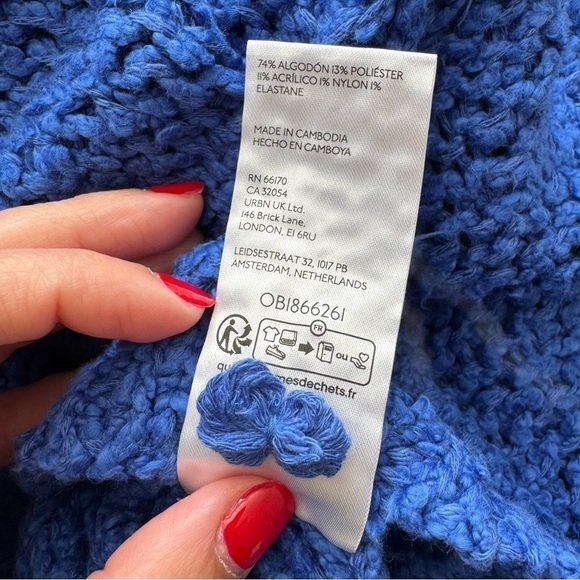 74% ALGODÓN 13% POLIÉSTER
11% ACRÍLICO 1% NYLON 1%
ELASTANE
MADE IN CAMBODIA
HECHO EN CAMBOYA
RN 66170
CA 32054
URBN UK Ltd.
146 Brick Lane,
LONDON, E1 6RU
LEIDSESTRAAT 32, 1017 PB
AMSTERDAM, NETHERLANDS
OB1866261
FR
ou
qu
nesdechets.fr